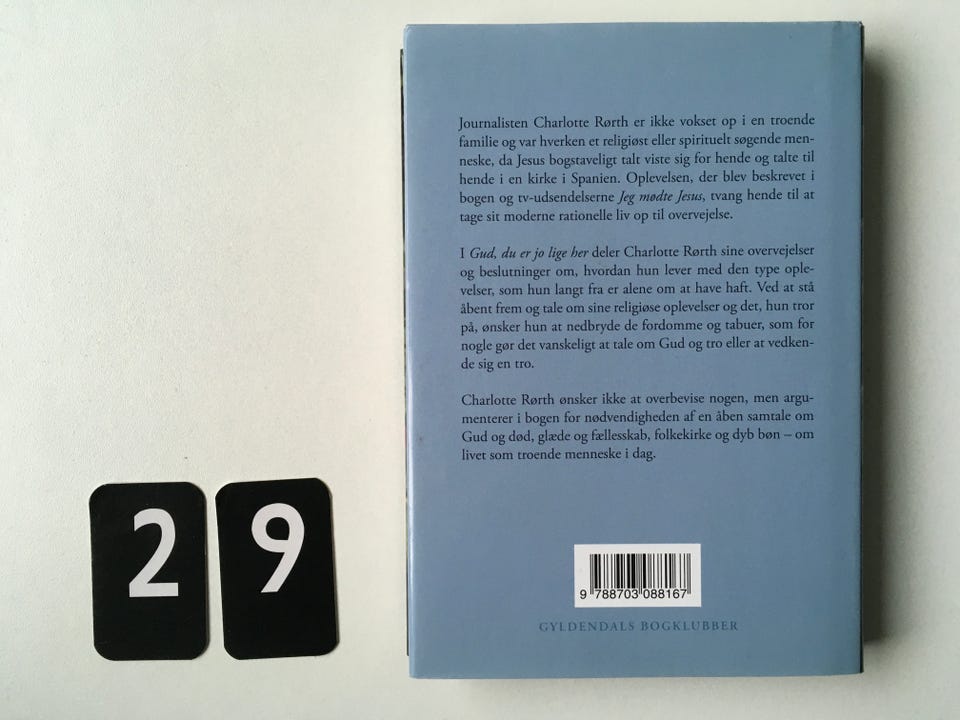 Journalisten Charlotte Rørth er ikke vokset op i en troende
familie og var hverken et religiøst eller spirituelt søgende men-
neske, da Jesus bogstaveligt talt viste sig for hende og talte til
hende i en kirke i Spanien. Oplevelsen, der blev beskrevet i
bogen og tv-udsendelserne Jeg mødte Jesus, tvang hende til at
tage sit moderne rationelle liv op til overvejelse.
I Gud, du er jo lige her deler Charlotte Rørth sine overvejelser
og beslutninger om, hvordan hun lever med den type ople-
velser, som hun langt fra er alene om at have haft. Ved at stå
åbent frem og tale om sine religiøse oplevelser og det, hun tror
på, ønsker hun at nedbryde de fordomme og tabuer, som for
nogle gør det vanskeligt at tale om Gud og tro eller at vedken-
de sig en tro.
Charlotte Rørth ønsker ikke at overbevise nogen, men argu-
menterer i bogen for nødvendigheden af en åben samtale om
Gud og død, glæde og fællesskab, folkekirke og dyb bøn – om
livet som troende menneske i dag.
9 788703 088167
GYLDENDALS BOGKLUBBER
2 9